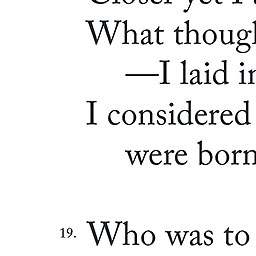 Closer yet I
What though
—I laid in
I considered
were born
19. Who was to